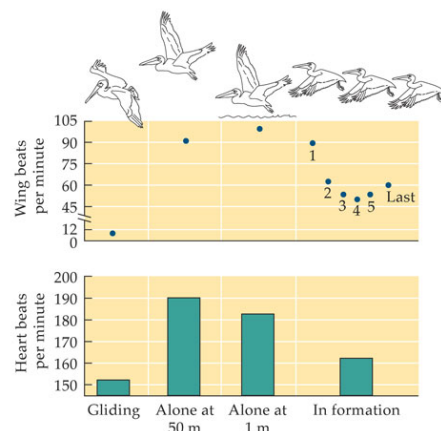 105
90
75
60
45
12
0
Wing beats
per minute
1
2
3
4
5
Last
200
190
180
170
160
150
Heart beats
per minute
Gliding
Alone at
50 m
Alone at
1 m
In formation